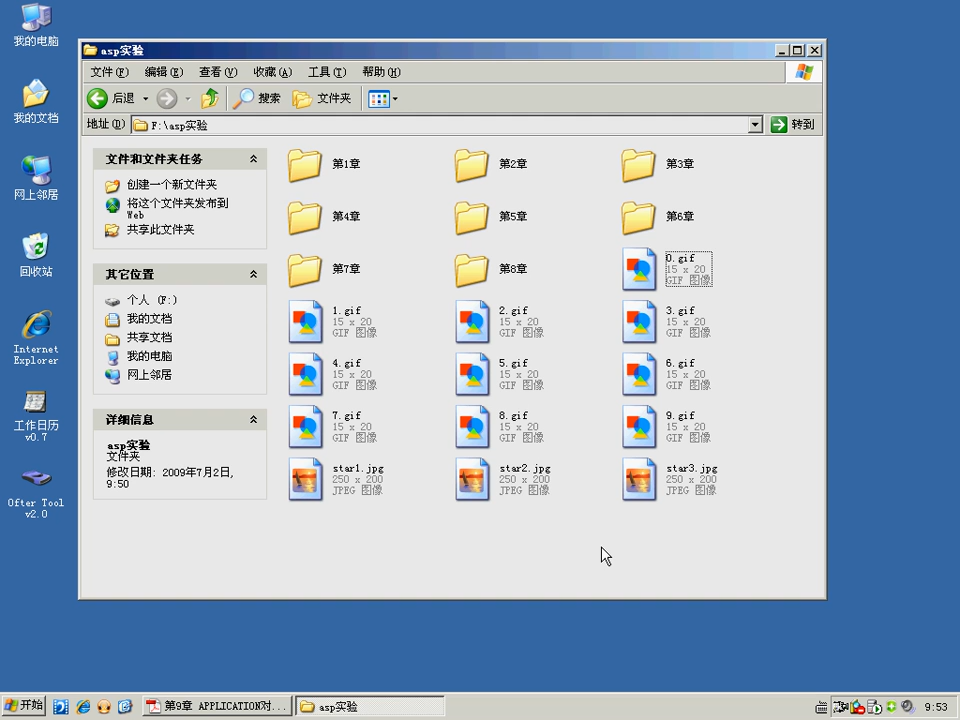 我的电脑
我的文档
网上邻居
回收站
Internet
Explorer
工作日历
v0.7
Ofter Tool
v2.0
asp实验
文件(F) 编辑(E) 查看(V) 收藏(A) 工具(T) 帮助(H)
后退 搜索 文件夹
地址(D) F:\asp实验 转到
文件和文件夹任务
创建一个新文件夹
将这个文件夹发布到
Web
共享此文件夹
其它位置
个人 (F:)
我的文档
共享文档
我的电脑
网上邻居
详细信息
asp实验
文件夹
修改日期: 2009年7月2日,
9:50
第1章 第2章 第3章
第4章 第5章 第6章
第7章 第8章
0.gif
15 x 20
GIF 图像
1.gif
15 x 20
GIF 图像
2.gif
15 x 20
GIF 图像
3.gif
15 x 20
GIF 图像
4.gif
15 x 20
GIF 图像
5.gif
15 x 20
GIF 图像
6.gif
15 x 20
GIF 图像
7.gif
15 x 20
GIF 图像
8.gif
15 x 20
GIF 图像
9.gif
15 x 20
GIF 图像
star1.jpg
250 x 200
JPEG 图像
star2.jpg
250 x 200
JPEG 图像
star3.jpg
250 x 200
JPEG 图像
开始 第9章 APPLICATION对... asp实验 9:53